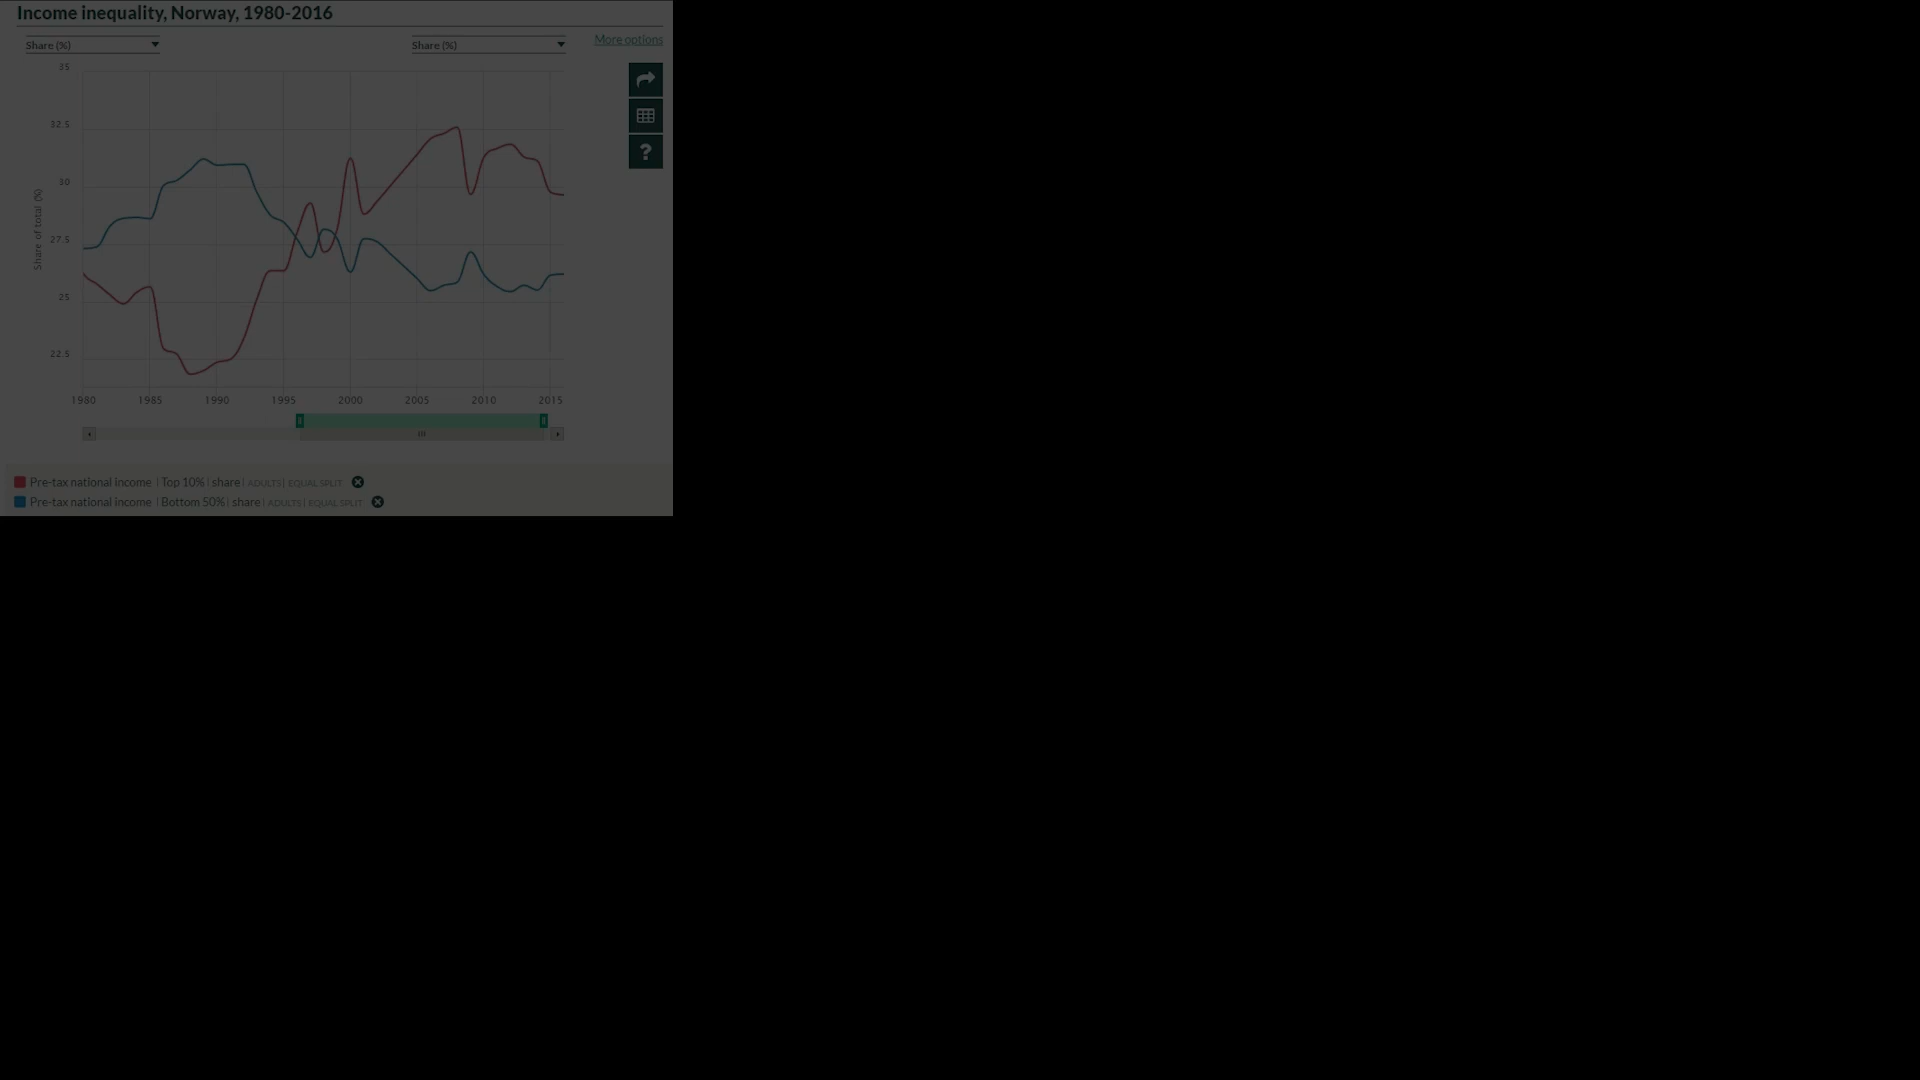 Income inequality, Norway, 1980-2016
Share (%)
Share (%)
More options
35
32.5
30
27.5
25
22.5
Share of total (%)
1980 1985 1990 1995 2000 2005 2010 2015
?
Pre-tax national income | Top 10% | share | ADULTS | EQUAL SPLIT
Pre-tax national income | Bottom 50% | share | ADULTS | EQUAL SPLIT